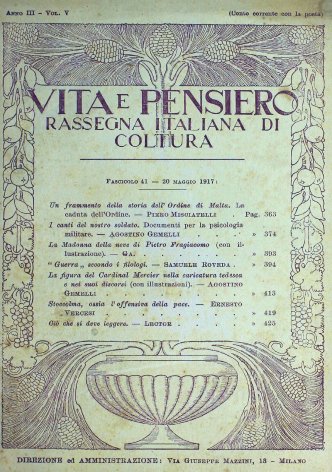 ANNO III — VOL. V
(Conto corrente con la posta)
VITA E PENSIERO
RASSEGNA ITALIANA DI
COLTURA
FASCICOLO 41 — 20 MAGGIO 1917:
Un frammento della storia dell'Ordine di Malta. La
caduta dell'Ordine. — PIERO MISCIATELLI . Pag. 363
I canti del nostro soldato. Documenti per la psicologia
militare. — AGOSTINO GEMELLI . . . » 374
La Madonna della neve di Pietro Fragiacomo (con il-
lustrazione). — GA. . . . . » 393
"Guerra„ secondo i filologi. — SAMUELE ROVEDA . » 394
La figura del Cardinal Mercier nella caricatura tedesca
e nei suoi discorsi (con illustrazioni). — AGOSTINO
GEMELLI . . . . . » 413
Stoccolma, ossia l'offensiva della pace. — ERNESTO
VERCESI . . . . . » 419
Ciò che si deve leggere. — LECTOR . . . » 425
DIREZIONE ed AMMINISTRAZIONE: VIA GIUSEPPE MAZZINI, 13 — MILANO